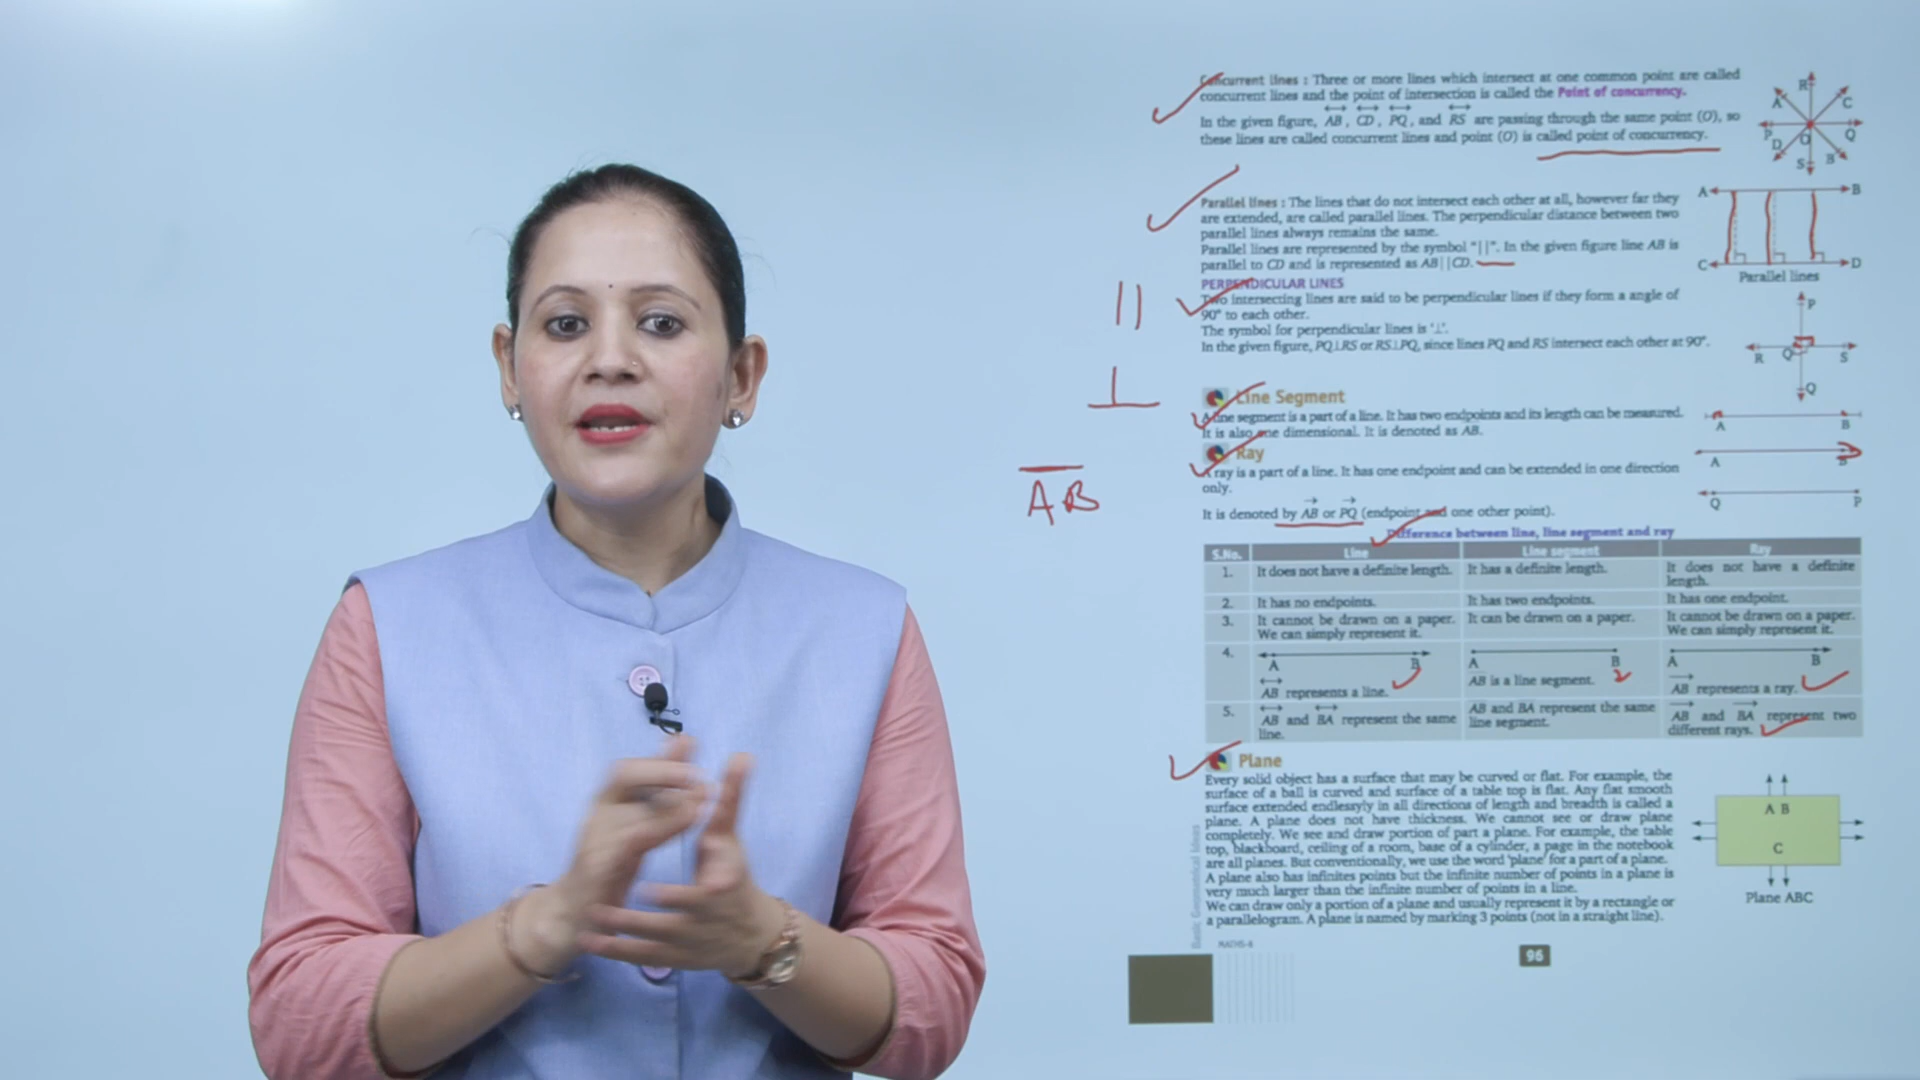 Concurrent lines : Three or more lines which intersect at one common point are called
concurrent lines and the point of intersection is called the Point of concurrency.
In the given figure, AB, CD, PQ, and RS are passing through the same point (O), so
these lines are called concurrent lines and point (O) is called point of concurrency.
R
A
C
P
O
Q
D
S
B
Parallel lines : The lines that do not intersect each other at all, however far they
are extended, are called parallel lines. The perpendicular distance between two
parallel lines always remains the same.
Parallel lines are represented by the symbol "||". In the given figure line AB is
parallel to CD and is represented as AB||CD.
A B
C D
Parallel lines
||
PERPENDICULAR LINES
Two intersecting lines are said to be perpendicular lines if they form a angle of
90° to each other.
The symbol for perpendicular lines is '⊥'.
In the given figure, PQ⊥RS or RS⊥PQ, since lines PQ and RS intersect each other at 90°.
P
R O S
Q
⊥
Line Segment
A line segment is a part of a line. It has two endpoints and its length can be measured.
It is also one dimensional. It is denoted as AB.
A B
AB
Ray
A ray is a part of a line. It has one endpoint and can be extended in one direction
only.
It is denoted by AB or PQ (endpoint and one other point).
A B
Q P
Difference between line, line segment and ray
S.No. Line Line segment Ray
1. It does not have a definite length. It has a definite length. It does not have a definite
length.
2. It has no endpoints. It has two endpoints. It has one endpoint.
3. It cannot be drawn on a paper. It can be drawn on a paper. It cannot be drawn on a paper.
We can simply represent it. We can simply represent it.
4. A B A B A B
AB represents a line. AB is a line segment. AB represents a ray.
5. AB and BA represent the same AB and BA represent the same AB and BA represent two
line. line segment. different rays.
Plane
Every solid object has a surface that may be curved or flat. For example, the
surface of a ball is curved and surface of a table top is flat. Any flat smooth
surface extended endlessyly in all directions of length and breadth is called a
plane. A plane does not have thickness. We cannot see or draw plane
completely. We see and draw portion of part a plane. For example, the table
top, blackboard, ceiling of a room, base of a cylinder, a page in the notebook
are all planes. But conventionally, we use the word 'plane' for a part of a plane.
A plane also has infinites points but the infinite number of points in a plane is
very much larger than the infinite number of points in a line.
We can draw only a portion of a plane and usually represent it by a rectangle or
a parallelogram. A plane is named by marking 3 points (not in a straight line).
A B
C
Plane ABC
Basic Geometrical Ideas
MATHS-6
96